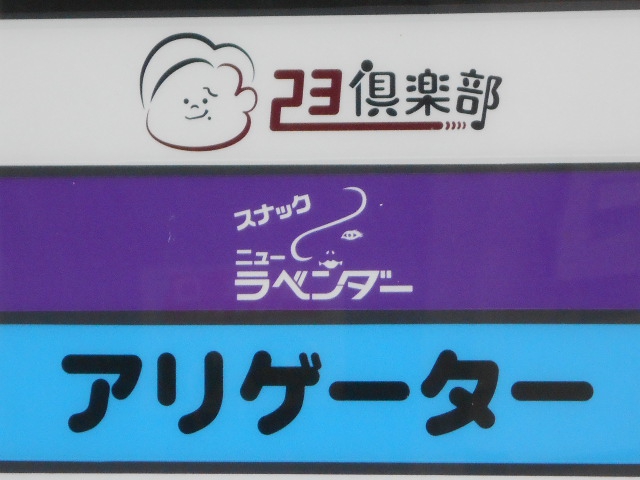 23倶楽部
スナック
ニュー
ラベンダー
アリゲーター